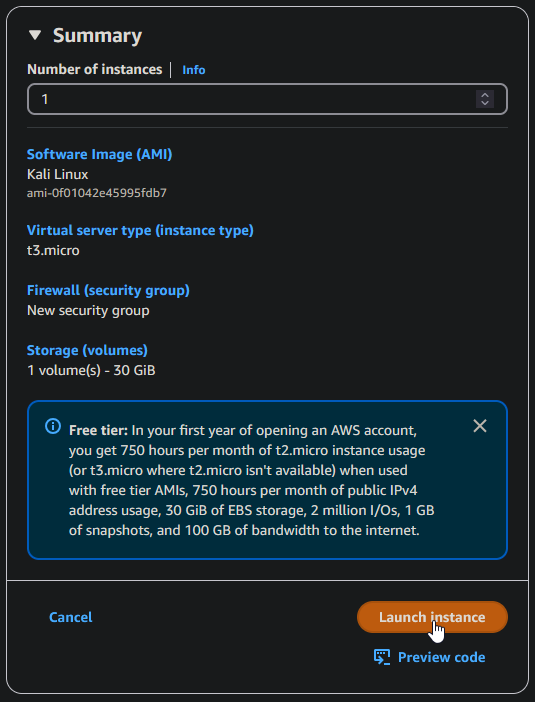 Summary
Number of instances | Info
1
Software Image (AMI)
Kali Linux
ami-0f01042e45995fdb7
Virtual server type (instance type)
t3.micro
Firewall (security group)
New security group
Storage (volumes)
1 volume(s) - 30 GiB
Free tier: In your first year of opening an AWS account,
you get 750 hours per month of t2.micro instance usage
(or t3.micro where t2.micro isn't available) when used
with free tier AMIs, 750 hours per month of public IPv4
address usage, 30 GiB of EBS storage, 2 million I/Os, 1 GB
of snapshots, and 100 GB of bandwidth to the internet.
Cancel
Launch instance
Preview code